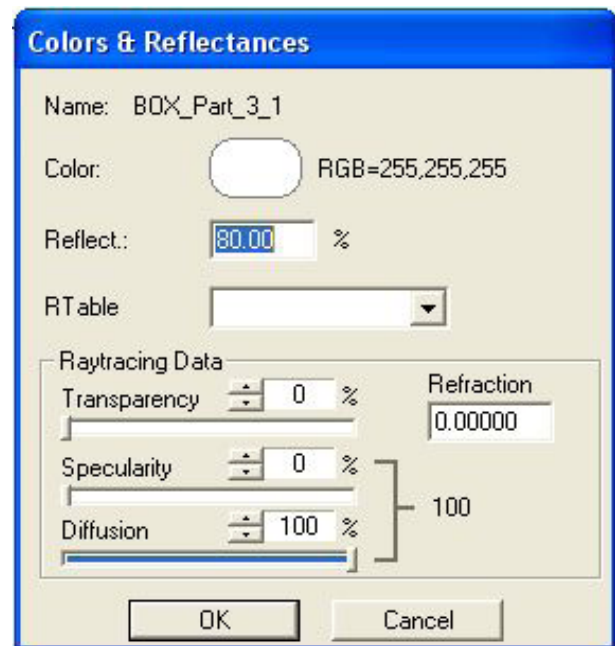 Colors & Reflectances
Name: BOX_Part_3_1
Color: RGB=255,255,255
Reflect.: 80.00 %
RTable
Raytracing Data
Transparency 0 % Refraction
0.00000
Specularity 0 %
100
Diffusion 100 %
OK Cancel